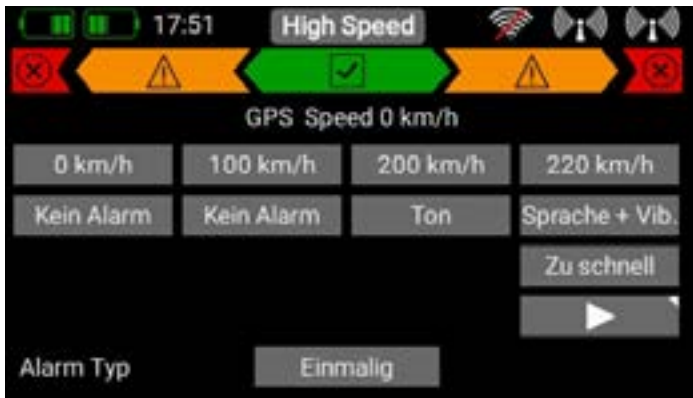 17:51 High Speed
GPS Speed 0 km/h
0 km/h 100 km/h 200 km/h 220 km/h
Kein Alarm Kein Alarm Ton Sprache + Vib.
Zu schnell
Alarm Typ Einmalig